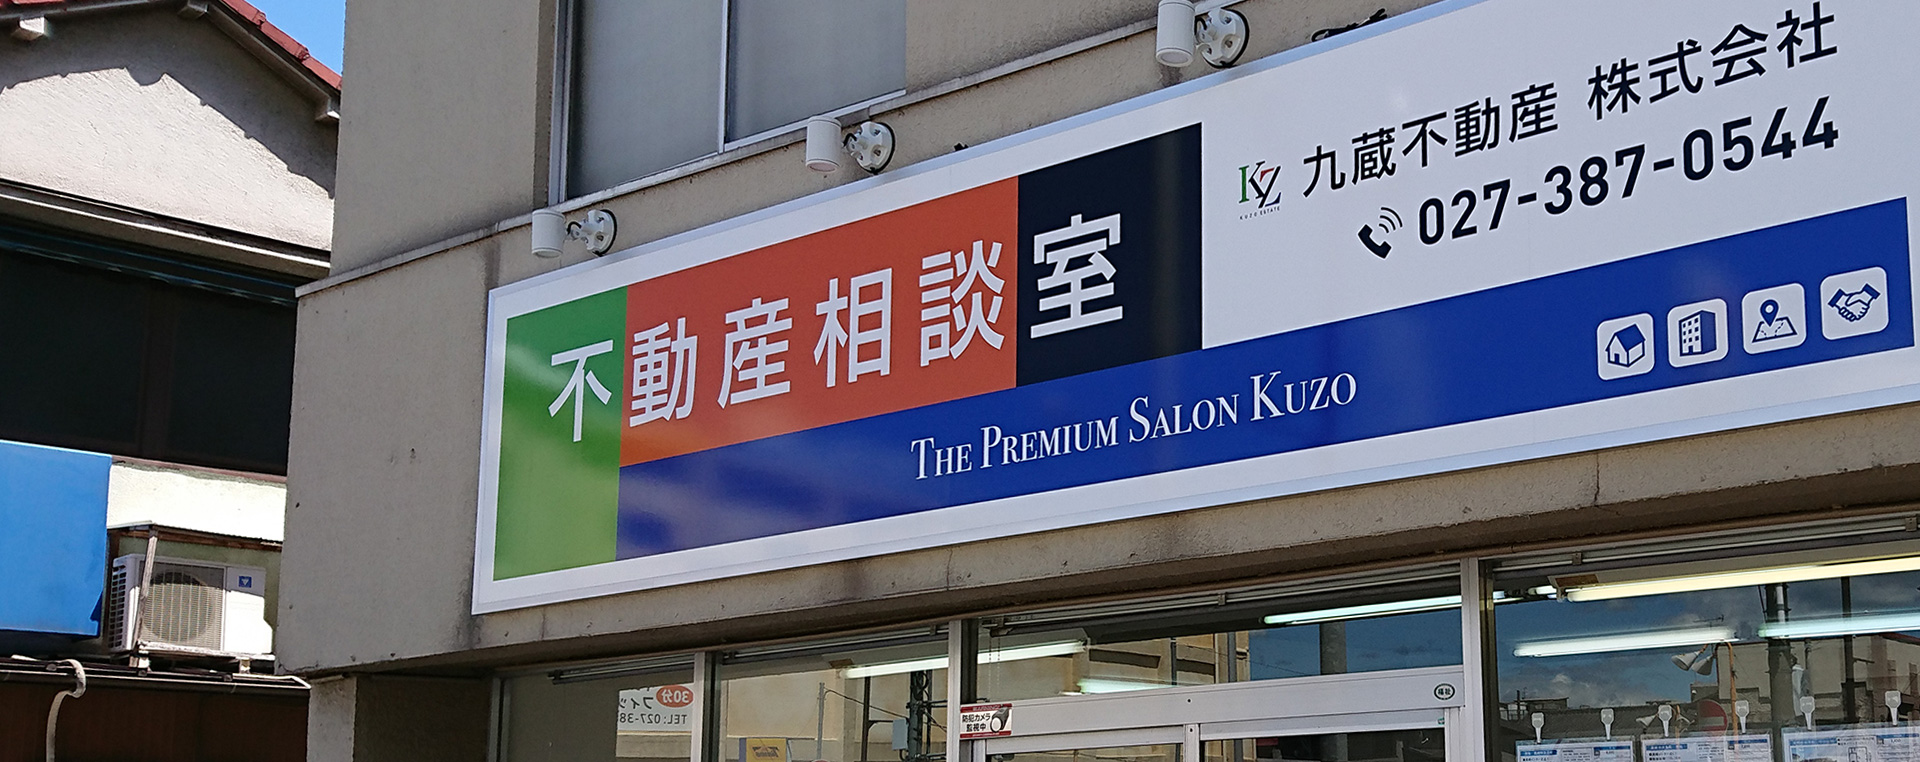 不動産相談室
THE PREMIUM SALON KUZO
KZ
KUZO ESTATE
九蔵不動産 株式会社
027-387-0544
防犯カメラ
監視中
福祉
30分
TEL:027-38